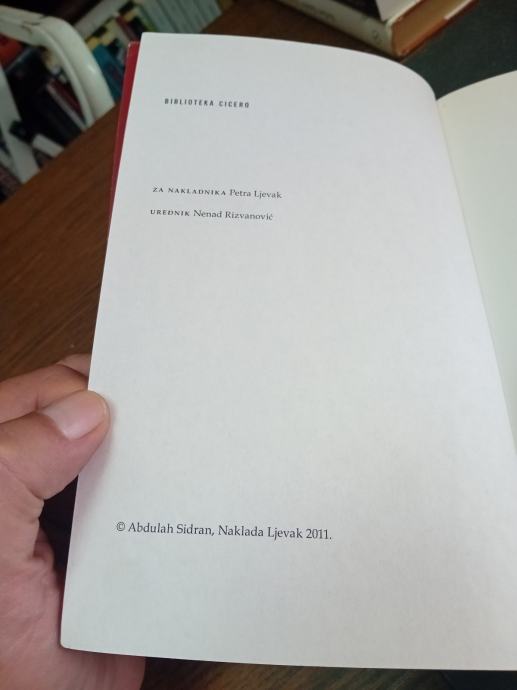 BIBLIOTEKA CICERO
ZA NAKLADNIKA Petra Ljevak
UREDNIK Nenad Rizvanović
© Abdulah Sidran, Naklada Ljevak 2011.